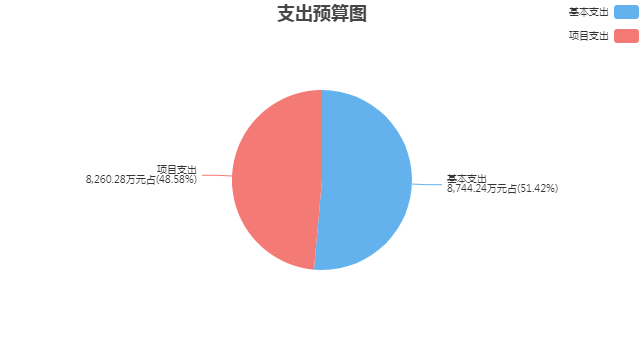 支出预算图
基本支出
项目支出
项目支出
8,260.28万元占(48.58%)
基本支出
8,744.24万元占(51.42%)